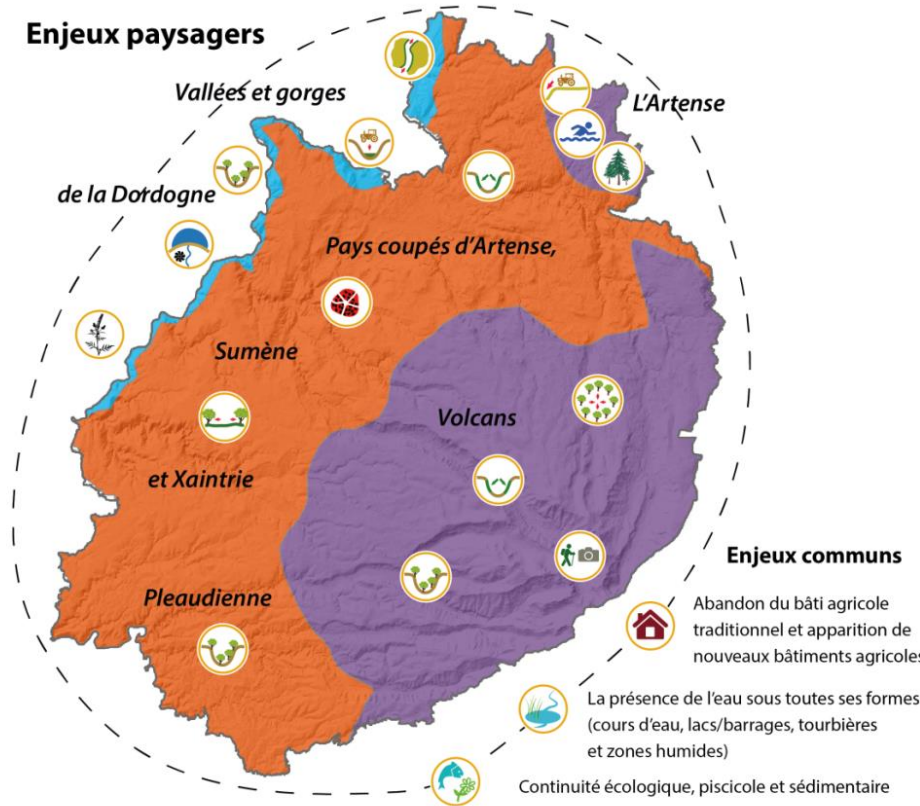 Enjeux paysagers
Vallées et gorges
de la Dordogne
L'Artense
Pays coupés d'Artense,
Sumène
et Xaintrie
Pleaudienne
Volcans
Enjeux communs
Abandon du bâti agricole
traditionnel et apparition de
nouveaux bâtiments agricoles
La présence de l'eau sous toutes ses formes
(cours d'eau, lacs/barrages, tourbières
et zones humides)
Continuité écologique, piscicole et sédimentaire